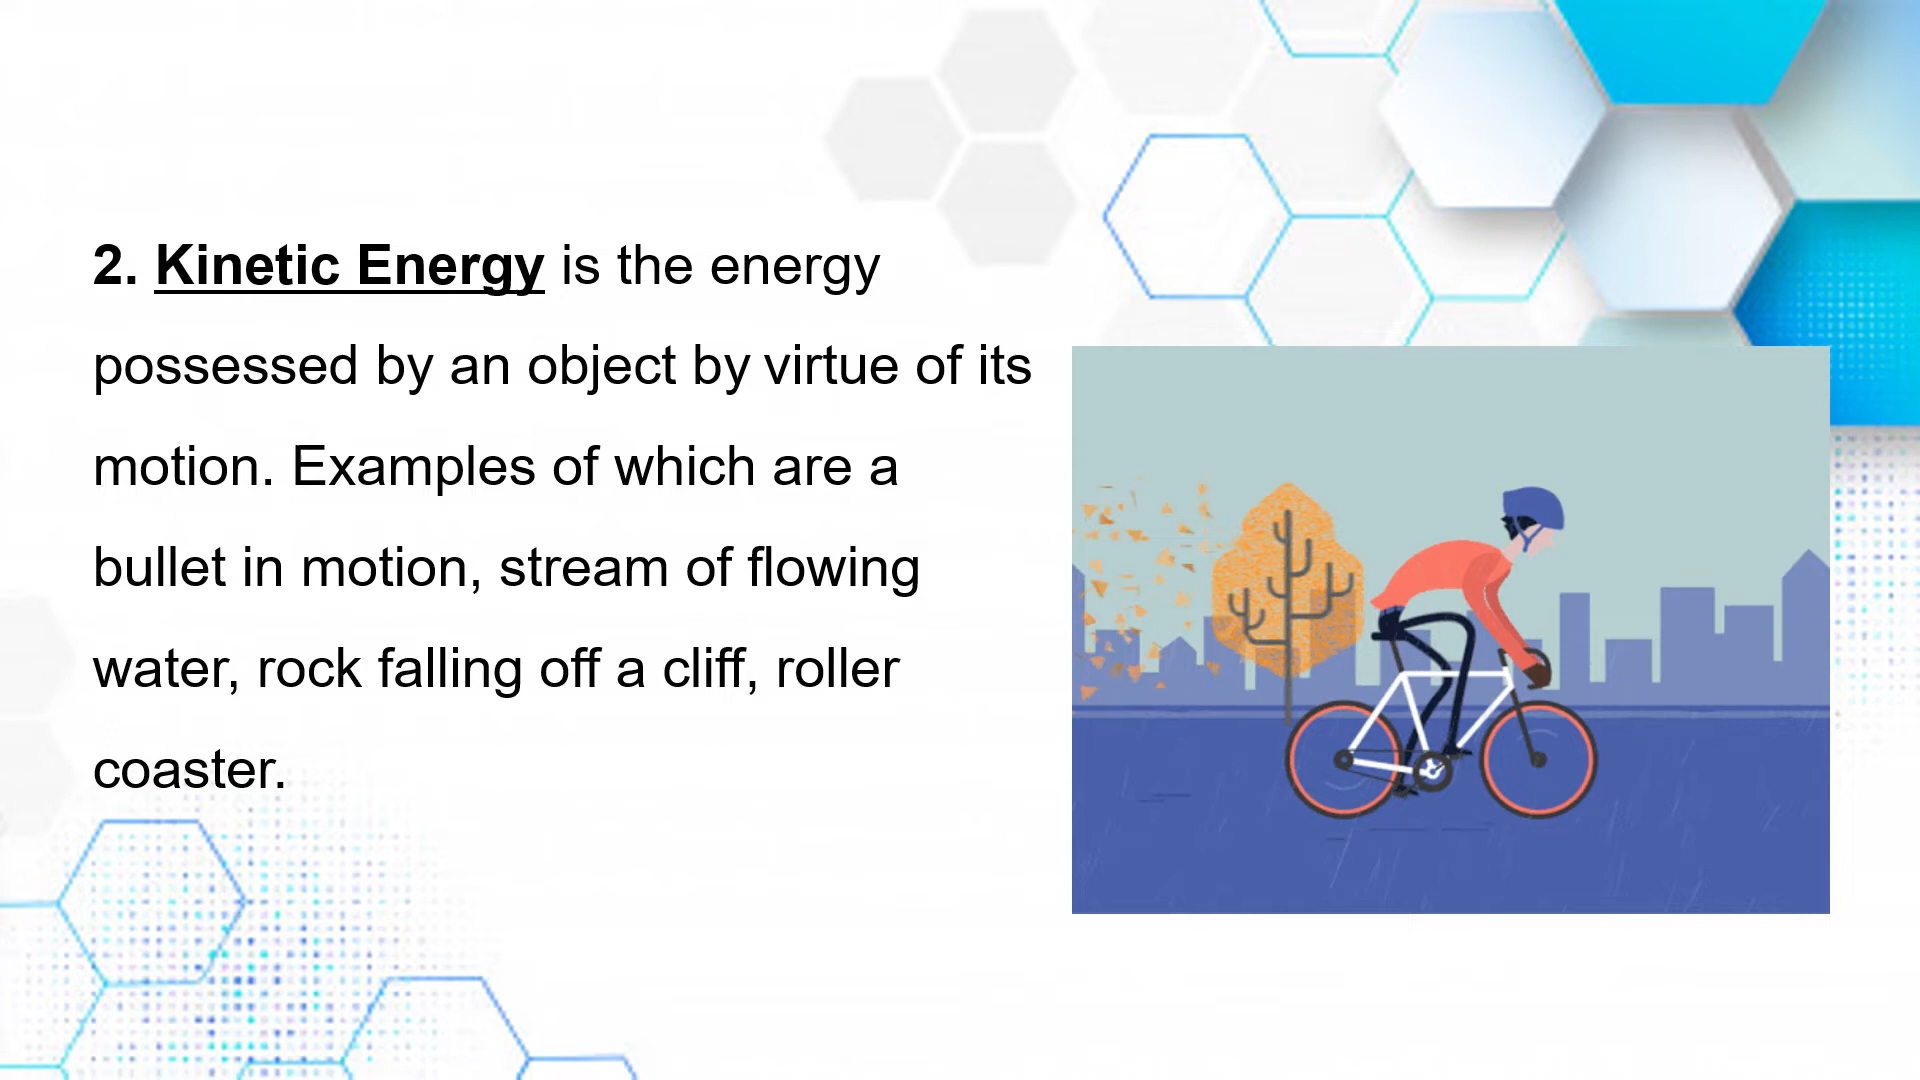 2. Kinetic Energy is the energy
possessed by an object by virtue of its
motion. Examples of which are a
bullet in motion, stream of flowing
water, rock falling off a cliff, roller
coaster.